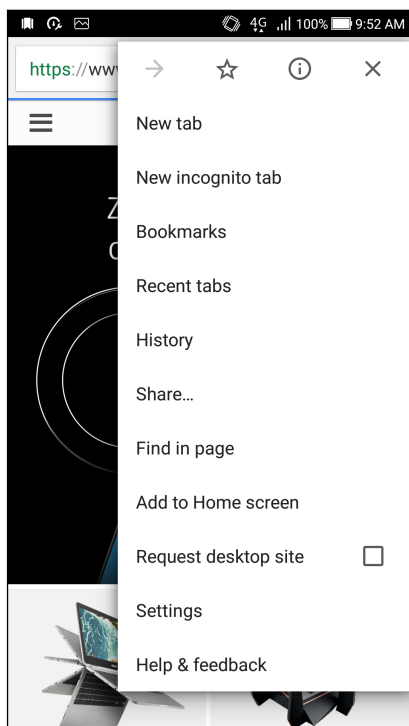 4G 100% 9:52 AM
https://www
New tab
New incognito tab
Bookmarks
Recent tabs
History
Share...
Find in page
Add to Home screen
Request desktop site
Settings
Help & feedback